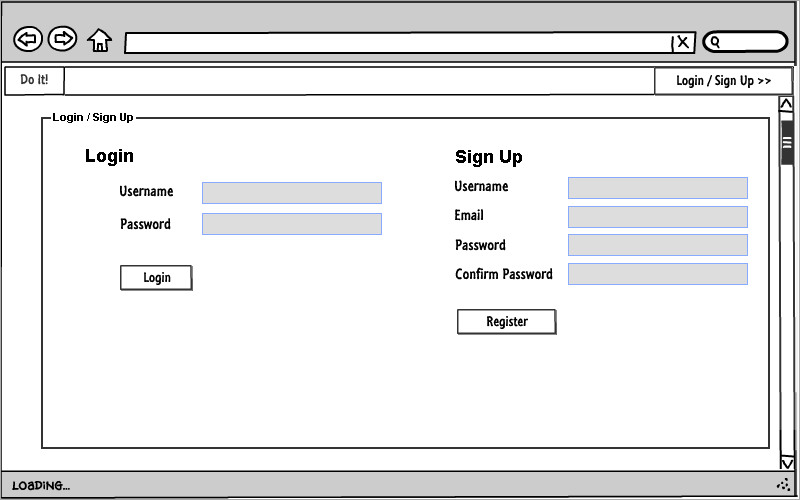 Do It!
Login / Sign Up >>
Login / Sign Up
Login
Username
Password
Login
Sign Up
Username
Email
Password
Confirm Password
Register
LOADING...